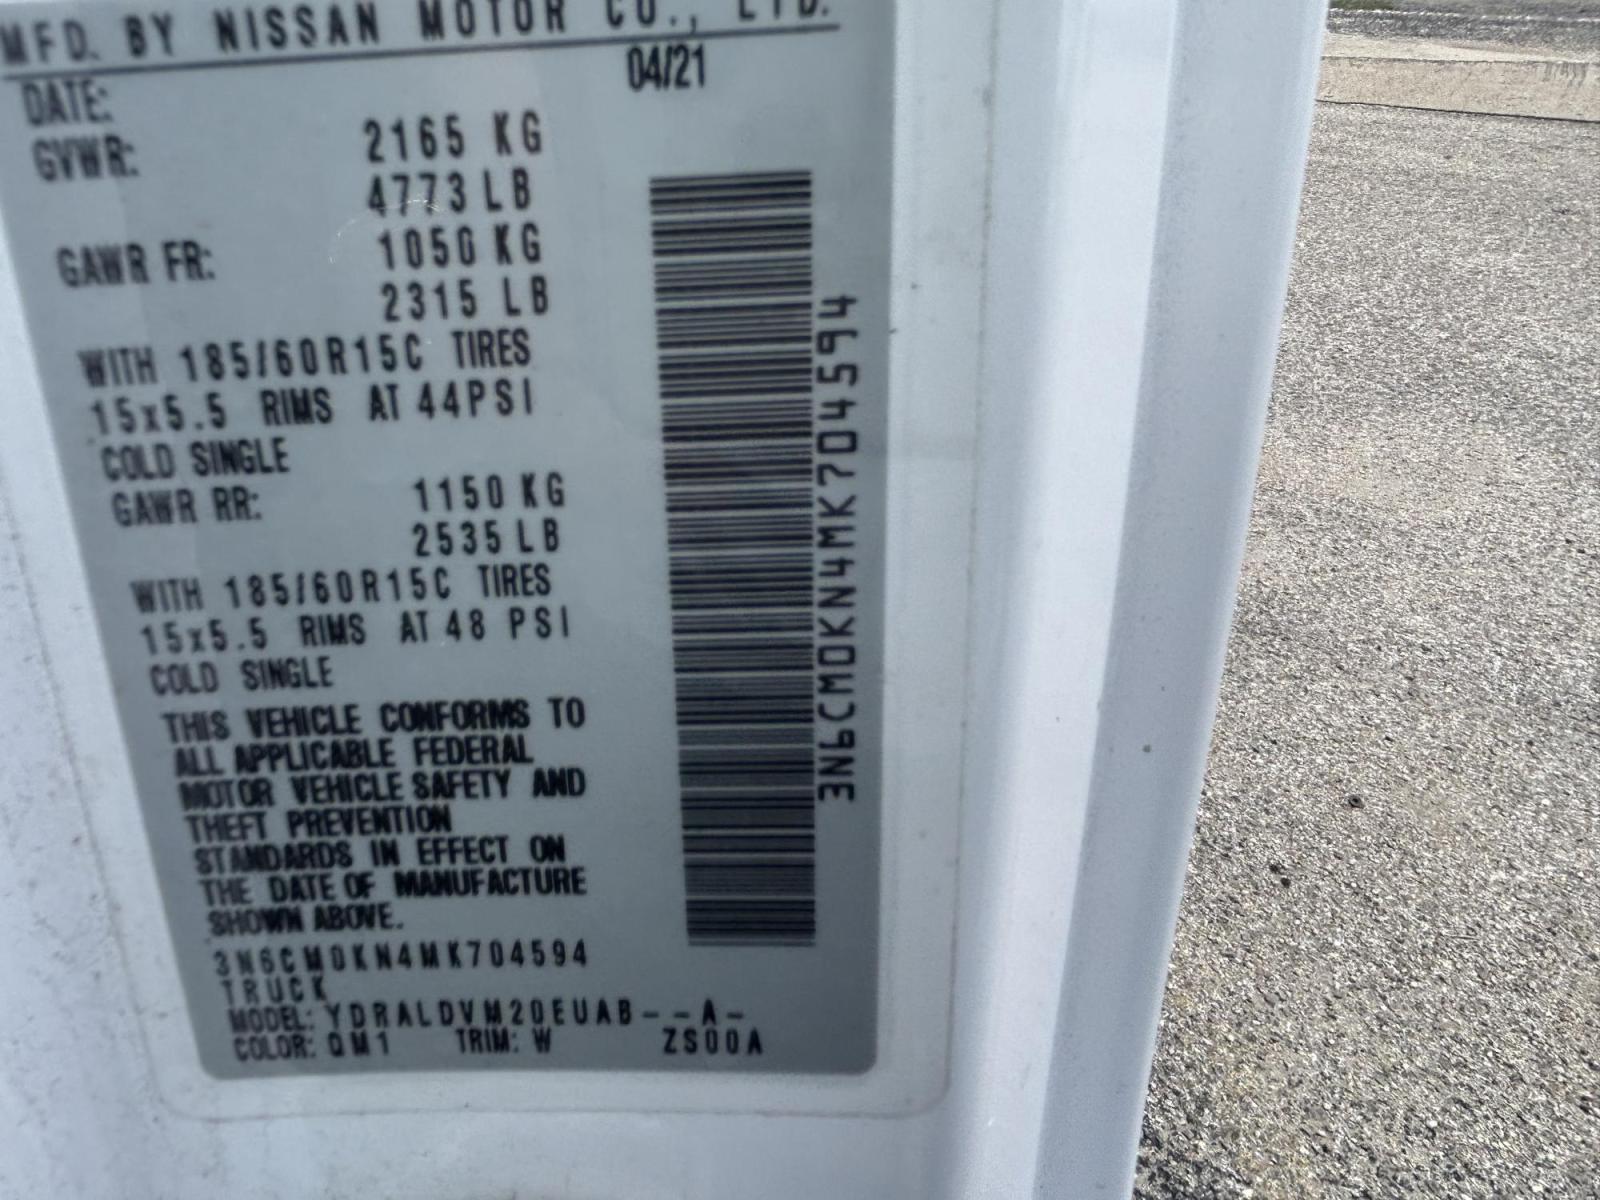 MFD. BY NISSAN MOTOR CO., LTD.
DATE: 04/21
GVWR: 2165 KG
4773 LB
GAWR FR: 1050 KG
2315 LB
WITH 185/60R15C TIRES
15x5.5 RIMS AT 44PSI
COLD SINGLE
GAWR RR: 1150 KG
2535 LB
WITH 185/60R15C TIRES
15x5.5 RIMS AT 48 PSI
COLD SINGLE
THIS VEHICLE CONFORMS TO
ALL APPLICABLE FEDERAL
MOTOR VEHICLE SAFETY AND
THEFT PREVENTION
STANDARDS IN EFFECT ON
THE DATE OF MANUFACTURE
SHOWN ABOVE.
3N6CM0KN4MK704594
TRUCK
MODEL: YDRALDVM20EUAB--A-
COLOR: QM1 TRIM: W ZS00A
3N6CM0KN4MK704594